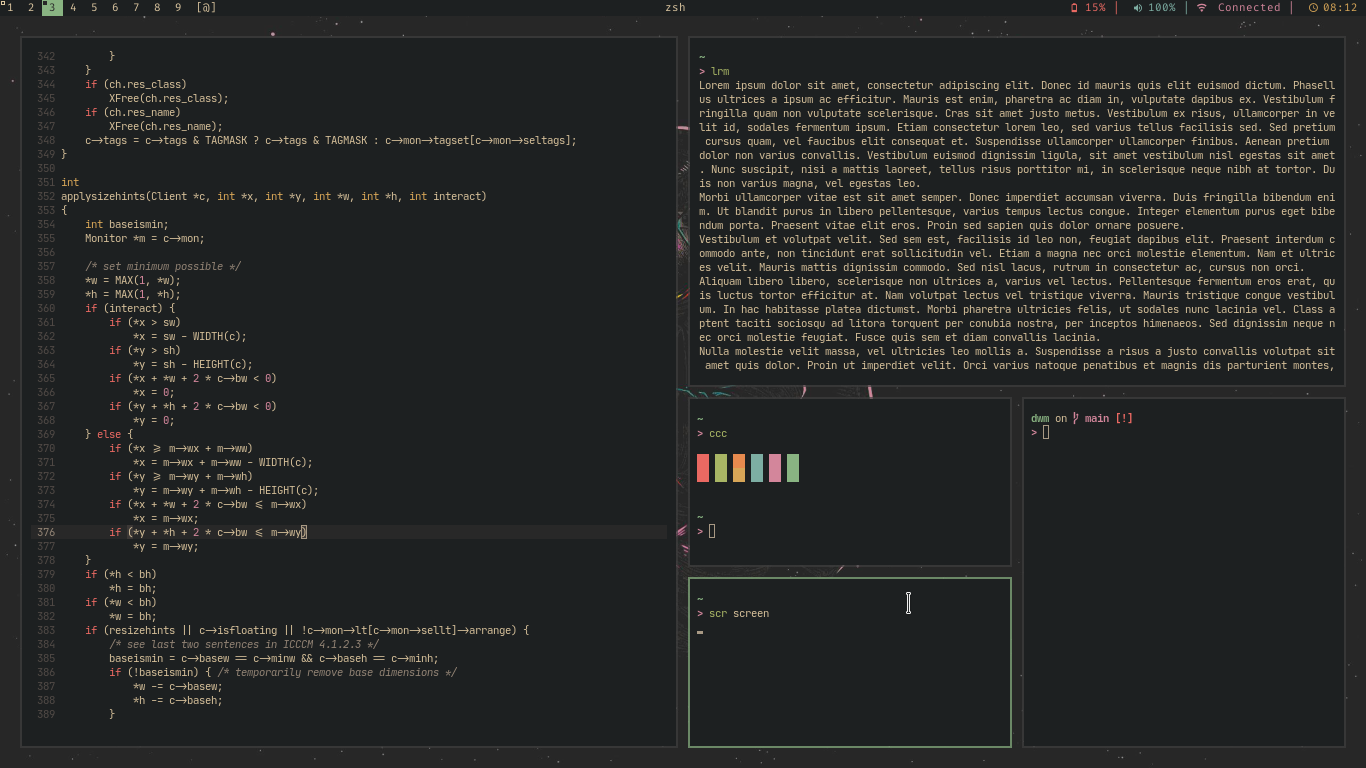 1 2 3 4 5 6 7 8 9 [@] zsh 15% | 100% | Connected | 08:12
342 }
343 }
344 if (ch.res_class)
345 XFree(ch.res_class);
346 if (ch.res_name)
347 XFree(ch.res_name);
348 c->tags = c->tags & TAGMASK ? c->tags & TAGMASK : c->mon->tagset[c->mon->seltags];
349 }
350
351 int
352 applysizehints(Client *c, int *x, int *y, int *w, int *h, int interact)
353 {
354 int baseismin;
355 Monitor *m = c->mon;
356
357 /* set minimum possible */
358 *w = MAX(1, *w);
359 *h = MAX(1, *h);
360 if (interact) {
361 if (*x > sw)
362 *x = sw - WIDTH(c);
363 if (*y > sh)
364 *y = sh - HEIGHT(c);
365 if (*x + *w + 2 * c->bw < 0)
366 *x = 0;
367 if (*y + *h + 2 * c->bw < 0)
368 *y = 0;
369 } else {
370 if (*x >= m->wx + m->ww)
371 *x = m->wx + m->ww - WIDTH(c);
372 if (*y >= m->wy + m->wh)
373 *y = m->wy + m->wh - HEIGHT(c);
374 if (*x + *w + 2 * c->bw <= m->wx)
375 *x = m->wx;
376 if (*y + *h + 2 * c->bw <= m->wy)
377 *y = m->wy;
378 }
379 if (*h < bh)
380 *h = bh;
381 if (*w < bh)
382 *w = bh;
383 if (resizehints || c->isfloating || !c->mon->lt[c->mon->sellt]->arrange) {
384 /* see last two sentences in ICCCM 4.1.2.3 */
385 baseismin = c->basew == c->minw && c->baseh == c->minh;
386 if (!baseismin) { /* temporarily remove base dimensions */
387 *w -= c->basew;
388 *h -= c->baseh;
389 }
~
> lrm
Lorem ipsum dolor sit amet, consectetur adipiscing elit. Donec id mauris quis elit euismod dictum. Phasell
us ultrices a ipsum ac efficitur. Mauris est enim, pharetra ac diam in, vulputate dapibus ex. Vestibulum f
ringilla quam non vulputate scelerisque. Cras sit amet justo metus. Vestibulum ex risus, ullamcorper in ve
lit id, sodales fermentum ipsum. Etiam consectetur lorem leo, sed varius tellus facilisis sed. Sed pretium
cursus quam, vel faucibus elit consequat et. Suspendisse ullamcorper ullamcorper finibus. Aenean pretium
dolor non varius convallis. Vestibulum euismod dignissim ligula, sit amet vestibulum nisl egestas sit amet
. Nunc suscipit, nisi a mattis laoreet, tellus risus porttitor mi, in scelerisque neque nibh at tortor. Du
is non varius magna, vel egestas leo.
Morbi ullamcorper vitae est sit amet semper. Donec imperdiet accumsan viverra. Duis fringilla bibendum eni
m. Ut blandit purus in libero pellentesque, varius tempus lectus congue. Integer elementum purus eget bibe
ndum porta. Praesent vitae elit eros. Proin sed sapien quis dolor ornare posuere.
Vestibulum et volutpat velit. Sed sem est, facilisis id leo non, feugiat dapibus elit. Praesent interdum c
ommodo ante, non tincidunt erat sollicitudin vel. Etiam a magna nec orci molestie elementum. Nam et ultric
es velit. Mauris mattis dignissim commodo. Sed nisl lacus, rutrum in consectetur ac, cursus non orci.
Aliquam libero libero, scelerisque non ultrices a, varius vel lectus. Pellentesque fermentum eros erat, qu
is luctus tortor efficitur at. Nam volutpat lectus vel tristique viverra. Mauris tristique congue vestibul
um. In hac habitasse platea dictumst. Morbi pharetra ultricies felis, ut sodales nunc lacinia vel. Class a
ptent taciti sociosqu ad litora torquent per conubia nostra, per inceptos himenaeos. Sed dignissim neque n
ec orci molestie feugiat. Fusce quis sem et diam convallis lacinia.
Nulla molestie velit massa, vel ultricies leo mollis a. Suspendisse a risus a justo convallis volutpat sit
amet quis dolor. Proin ut imperdiet velit. Orci varius natoque penatibus et magnis dis parturient montes,
~
> ccc
~
>
~
> scr screen
dwm on main [!]
>